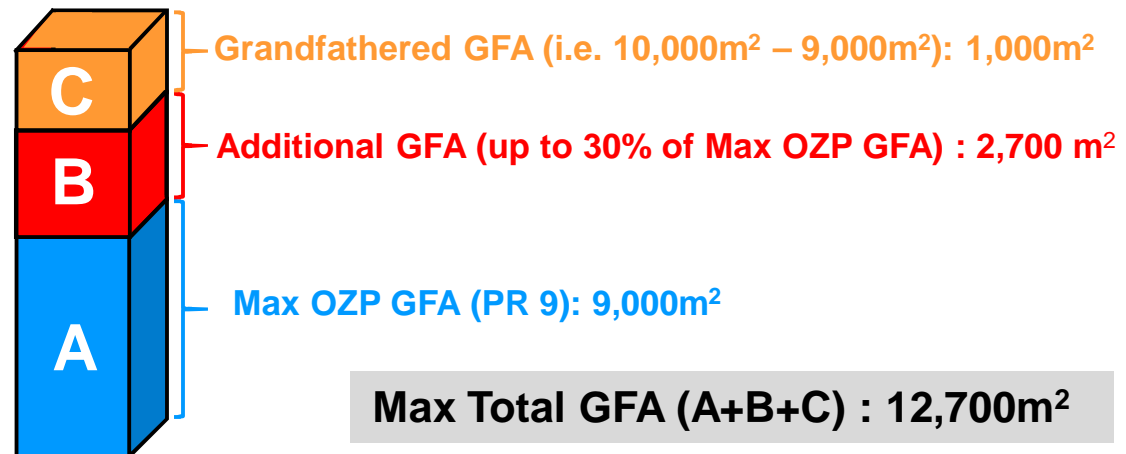 C
Grandfathered GFA (i.e. 10,000m² – 9,000m²): 1,000m²
B
Additional GFA (up to 30% of Max OZP GFA) : 2,700 m²
A
Max OZP GFA (PR 9): 9,000m²
Max Total GFA (A+B+C) : 12,700m²